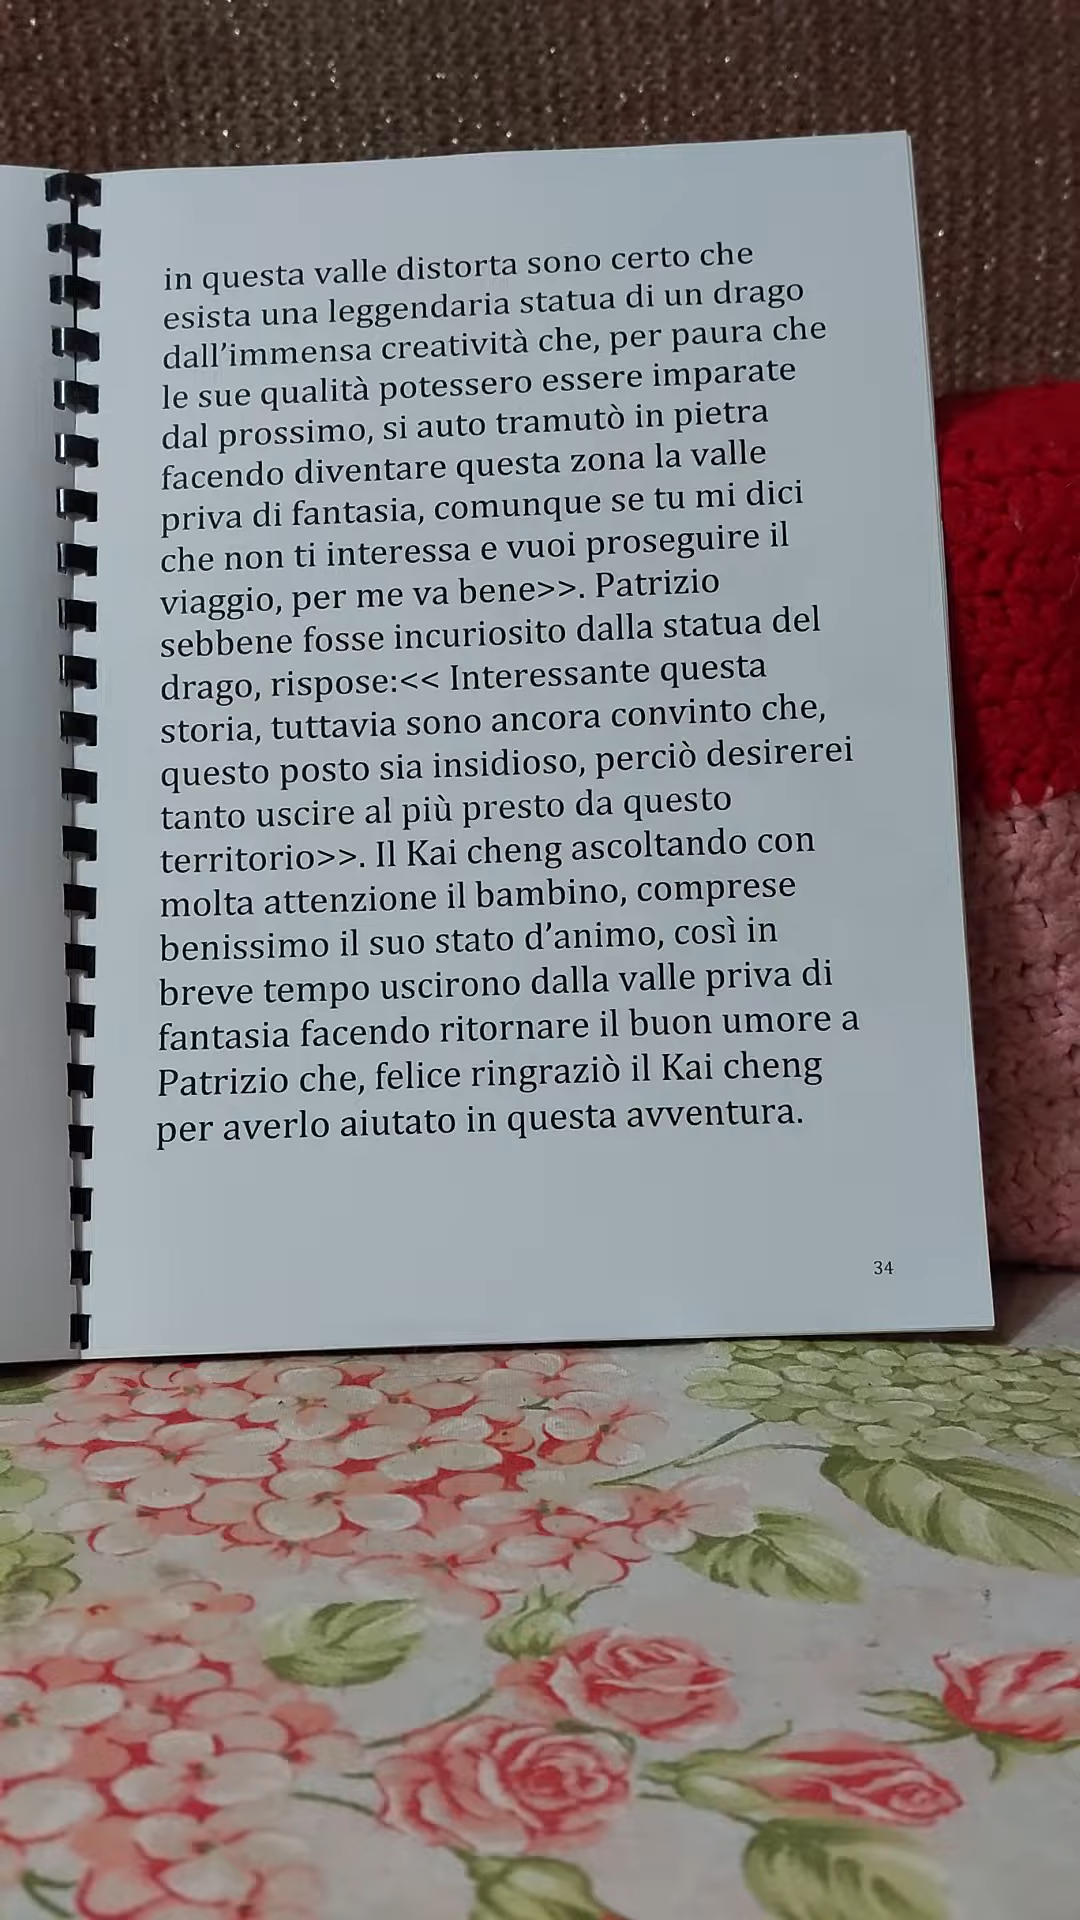 in questa valle distorta sono certo che
esista una leggendaria statua di un drago
dall'immensa creatività che, per paura che
le sue qualità potessero essere imparate
dal prossimo, si auto tramutò in pietra
facendo diventare questa zona la valle
priva di fantasia, comunque se tu mi dici
che non ti interessa e vuoi proseguire il
viaggio, per me va bene>>. Patrizio
sebbene fosse incuriosito dalla statua del
drago, rispose:<< Interessante questa
storia, tuttavia sono ancora convinto che,
questo posto sia insidioso, perciò desirerei
tanto uscire al più presto da questo
territorio>>. Il Kai cheng ascoltando con
molta attenzione il bambino, comprese
benissimo il suo stato d'animo, così in
breve tempo uscirono dalla valle priva di
fantasia facendo ritornare il buon umore a
Patrizio che, felice ringraziò il Kai cheng
per averlo aiutato in questa avventura.
34